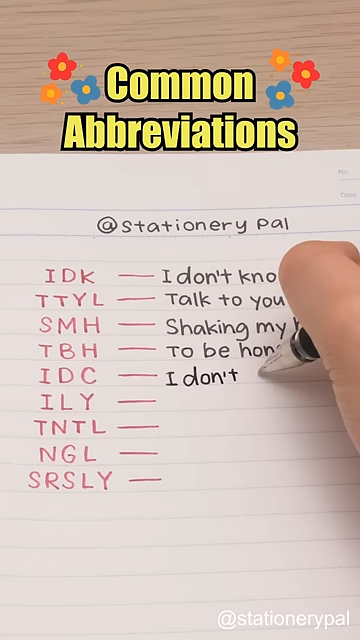 Common
Abbreviations
@stationery pal
IDK — I don't kno
TTYL — Talk to you
SMH — Shaking my
TBH — To be hon
IDC — I don't
ILY —
TNTL —
NGL —
SRSLY —
@stationerypal